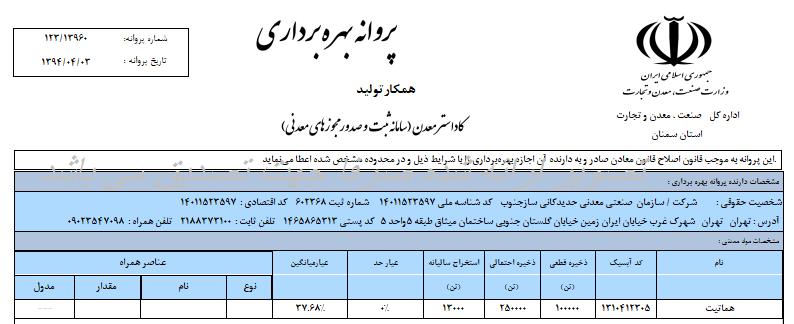 پروانه بهره برداری
شماره پروانه: ۱۲۳/۱۳۹۶۰
تاریخ پروانه : ۱۳۹۴/۰۴/۰۳
همکار تولید
جمهوری اسلامی ایران
وزارت صنعت، معدن و تجارت
کاداستر معدن (سامانه ثبت و صدور مجوزهای معدنی)
اداره کل صنعت ، معدن و تجارت
استان سمنان
این پروانه به موجب قانون اصلاح قانون معادن صادر و به دارنده آن اجازه بهره‌برداری را با شرایط ذیل و در محدوده مشخص شده اعطا می‌نماید.
مشخصات دارنده پروانه بهره برداری :
شخصیت حقوقی : شرکت / سازمان صنعتی معدنی حدیدکانی سازجنوب کد شناسه ملی ۱۴۰۱۱۵۲۳۵۹۷ شماره ثبت ۶۰۲۳۶۸ کد اقتصادی : ۱۴۰۱۱۵۲۳۵۹۷
آدرس : تهران تهران شهرک غرب خیابان ایران زمین خیابان گلستان جنوبی ساختمان میثاق طبقه ۵ واحد ۵ کد پستی ۱۴۶۵۸۶۵۳۱۳ تلفن ثابت : ۲۱۸۸۳۷۳۱۰۰ تلفن همراه : ۰۹۰۲۳۵۴۷۰۹۸
مشخصات مواد معدنی :
نام کد آیسیک ذخیره قطعی (تن) ذخیره احتمالی (تن) استخراج سالیانه (تن) عیار حد عیارمیانگین عناصر همراه
نوع نام مقدار مدول
هماتیت ۱۳۱۰۴۱۲۳۰۵ ۱۰۰۰۰۰ ۲۵۰۰۰۰ ۱۳۰۰۰ ۰% ۳۷.۶۸% ----